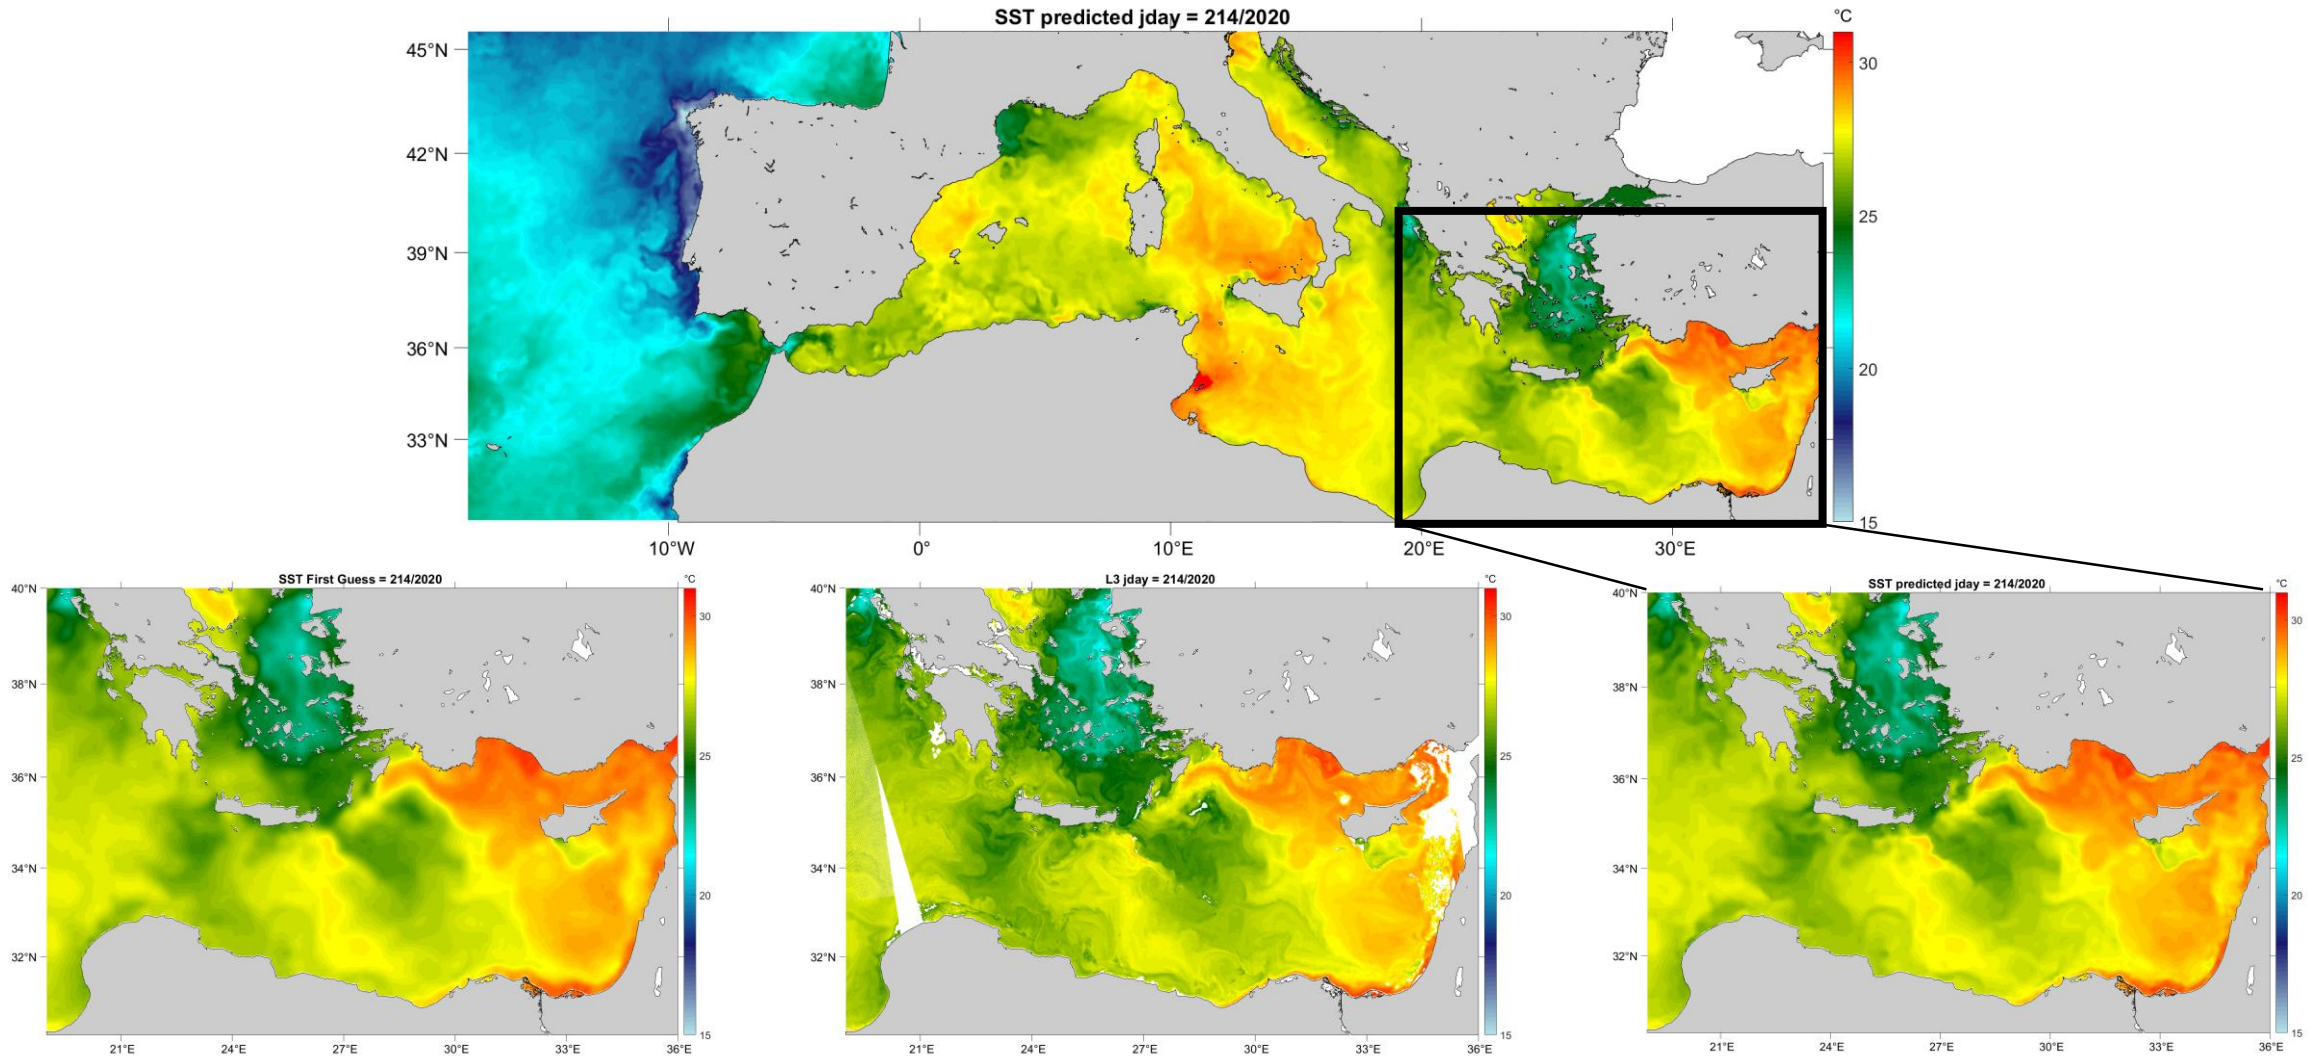 SST predicted jday = 214/2020
°C
45°N
42°N
39°N
36°N
33°N
30
25
20
15
10°W
0°
10°E
20°E
30°E
SST First Guess = 214/2020
°C
40°N
38°N
36°N
34°N
32°N
30
25
20
15
21°E
24°E
27°E
30°E
33°E
36°E
L3 jday = 214/2020
°C
40°N
38°N
36°N
34°N
32°N
30
25
20
15
21°E
24°E
27°E
30°E
33°E
36°E
SST predicted jday = 214/2020
°C
40°N
38°N
36°N
34°N
32°N
30
25
20
15
21°E
24°E
27°E
30°E
33°E
36°E